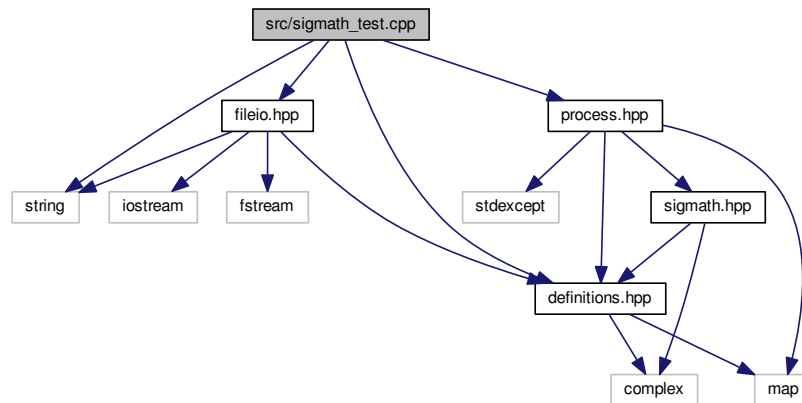 src/sigmath_test.cpp
fileio.hpp
process.hpp
string
iostream
fstream
stdexcept
sigmath.hpp
definitions.hpp
complex
map